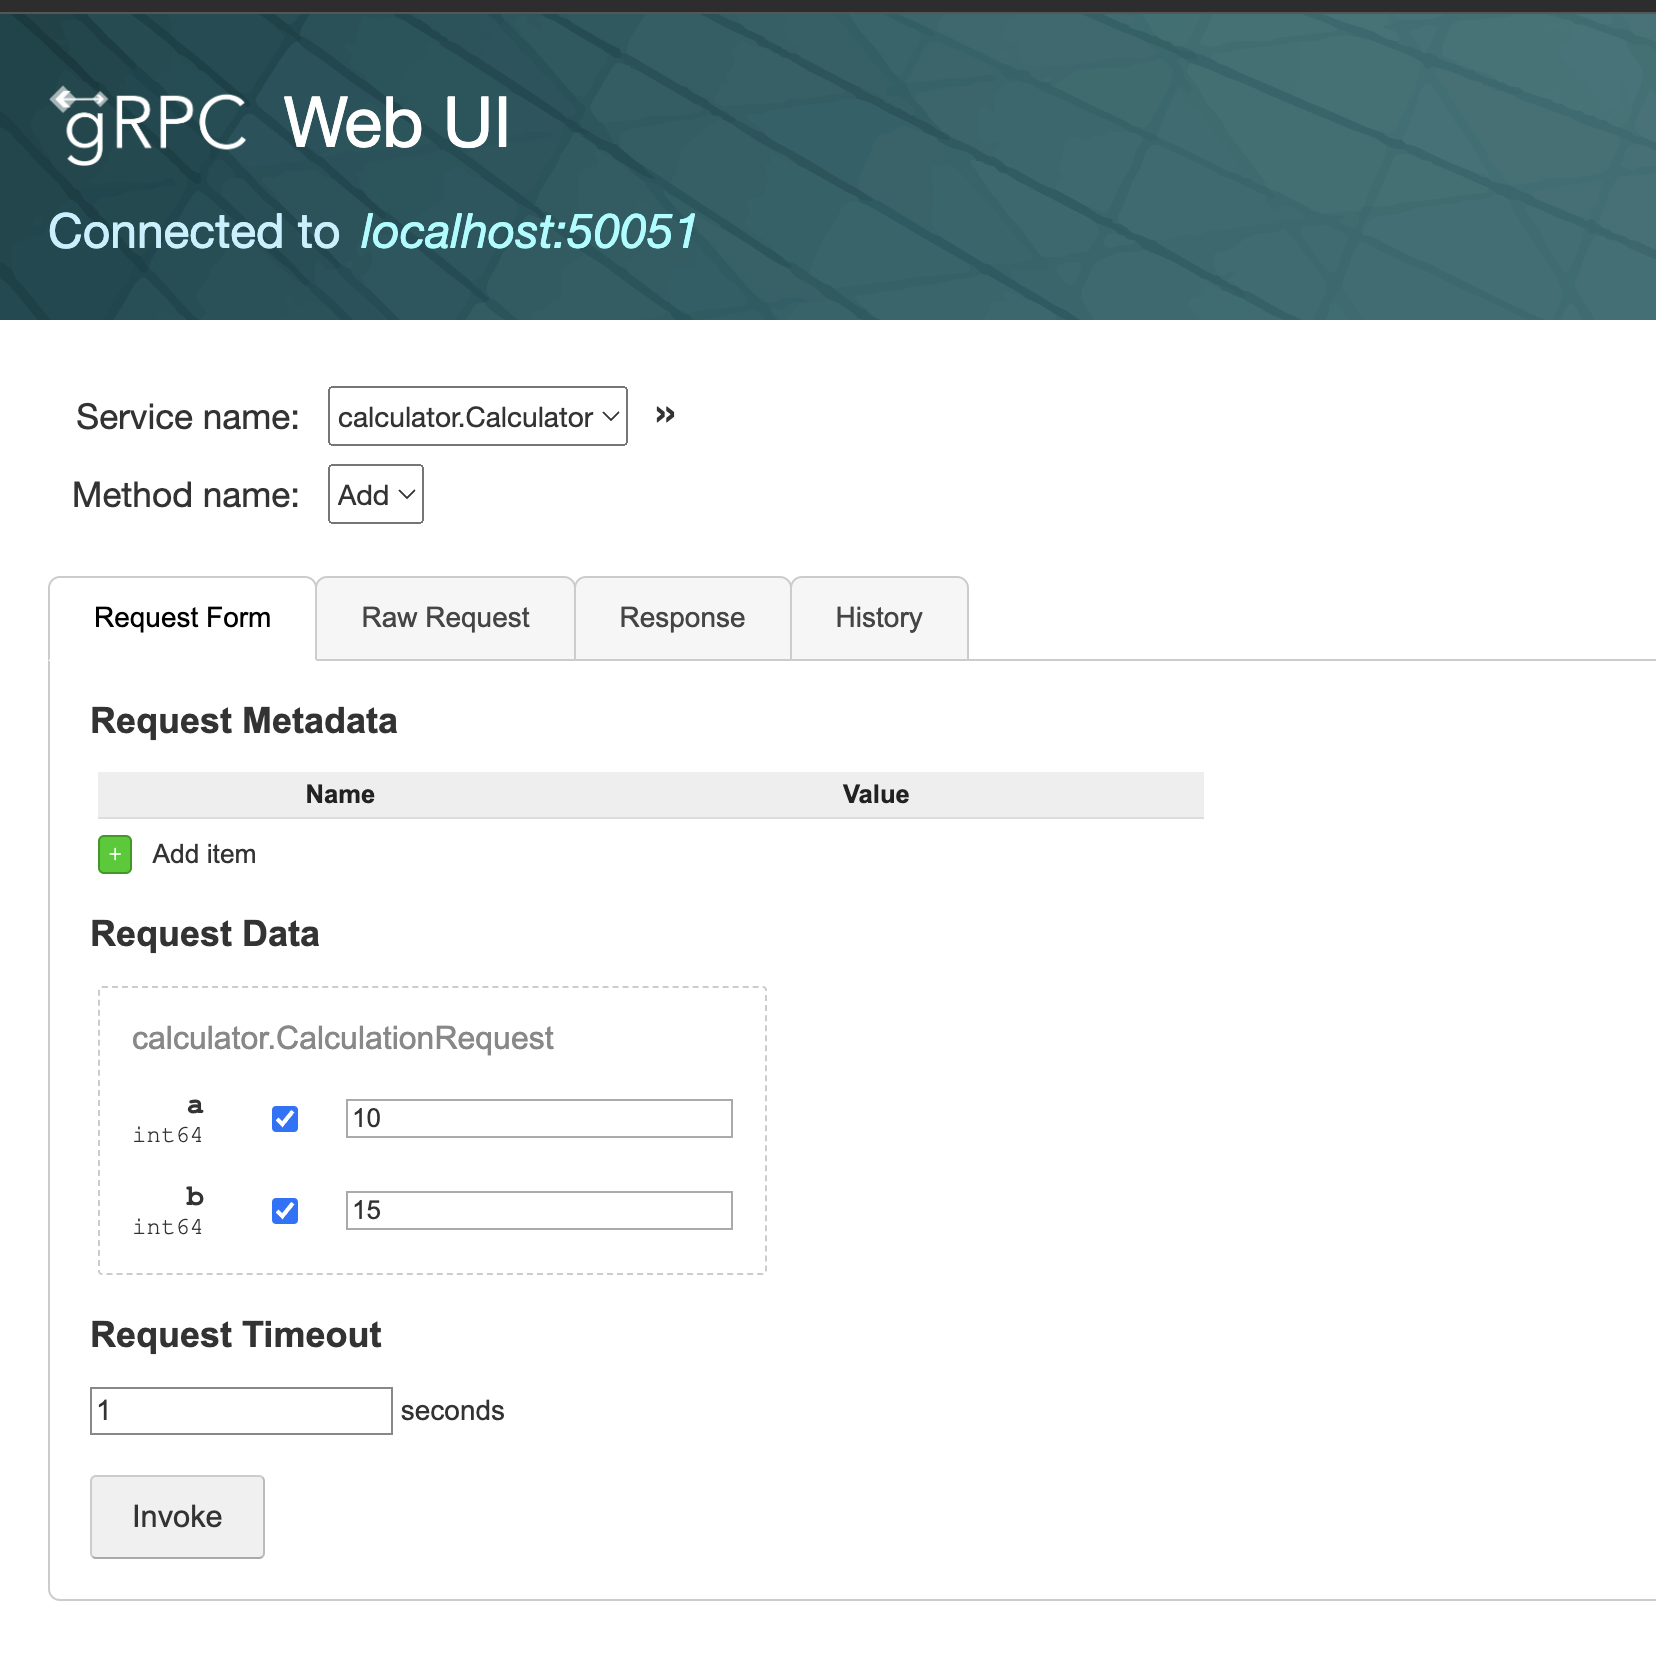 gRPC Web UI
Connected to localhost:50051
Service name: calculator.Calculator »
Method name: Add
Request Form Raw Request Response History
Request Metadata
Name Value
+ Add item
Request Data
calculator.CalculationRequest
a 10
int64
b 15
int64
Request Timeout
1 seconds
Invoke